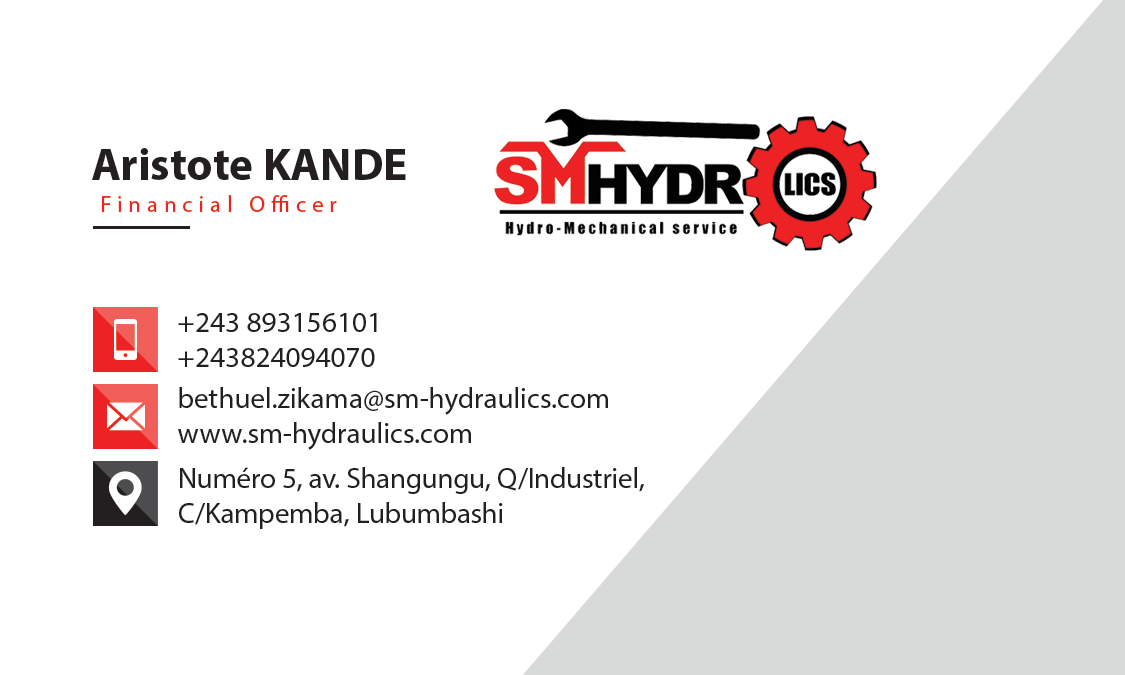 Aristote KANDE
Financial Officer
SMHYDR LICS
Hydro-Mechanical service
+243 893156101
+243824094070
bethuel.zikama@sm-hydraulics.com
www.sm-hydraulics.com
Numéro 5, av. Shangungu, Q/Industriel,
C/Kampemba, Lubumbashi